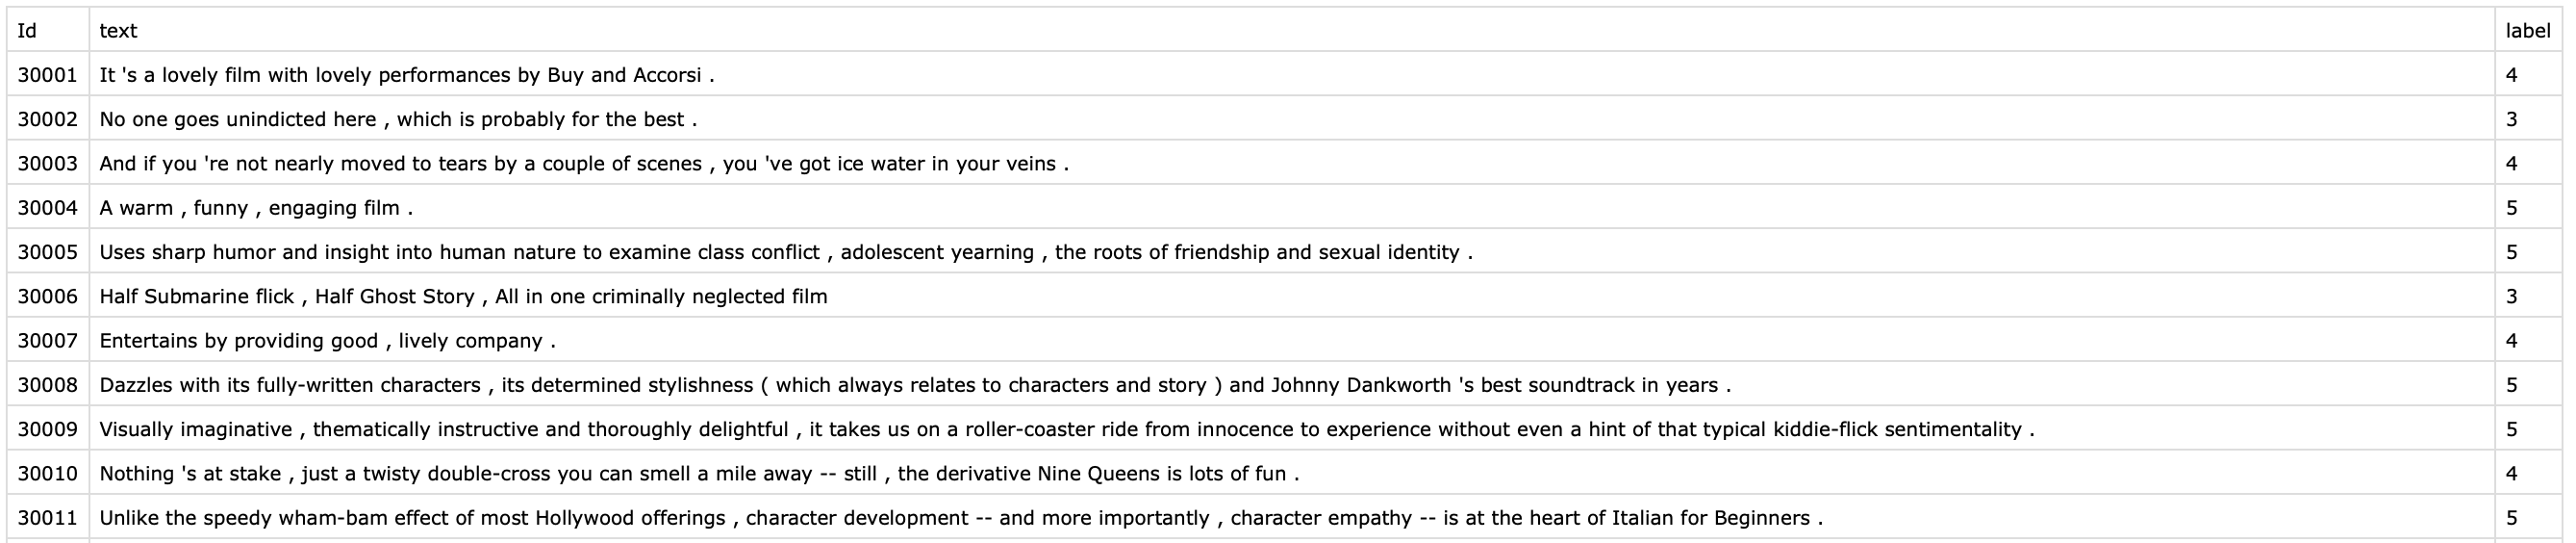 Id text label
30001 It 's a lovely film with lovely performances by Buy and Accorsi . 4
30002 No one goes unindicted here , which is probably for the best . 3
30003 And if you 're not nearly moved to tears by a couple of scenes , you 've got ice water in your veins . 4
30004 A warm , funny , engaging film . 5
30005 Uses sharp humor and insight into human nature to examine class conflict , adolescent yearning , the roots of friendship and sexual identity . 5
30006 Half Submarine flick , Half Ghost Story , All in one criminally neglected film 3
30007 Entertains by providing good , lively company . 4
30008 Dazzles with its fully-written characters , its determined stylishness ( which always relates to characters and story ) and Johnny Dankworth 's best soundtrack in years . 5
30009 Visually imaginative , thematically instructive and thoroughly delightful , it takes us on a roller-coaster ride from innocence to experience without even a hint of that typical kiddie-flick sentimentality . 5
30010 Nothing 's at stake , just a twisty double-cross you can smell a mile away -- still , the derivative Nine Queens is lots of fun . 4
30011 Unlike the speedy wham-bam effect of most Hollywood offerings , character development -- and more importantly , character empathy -- is at the heart of Italian for Beginners . 5